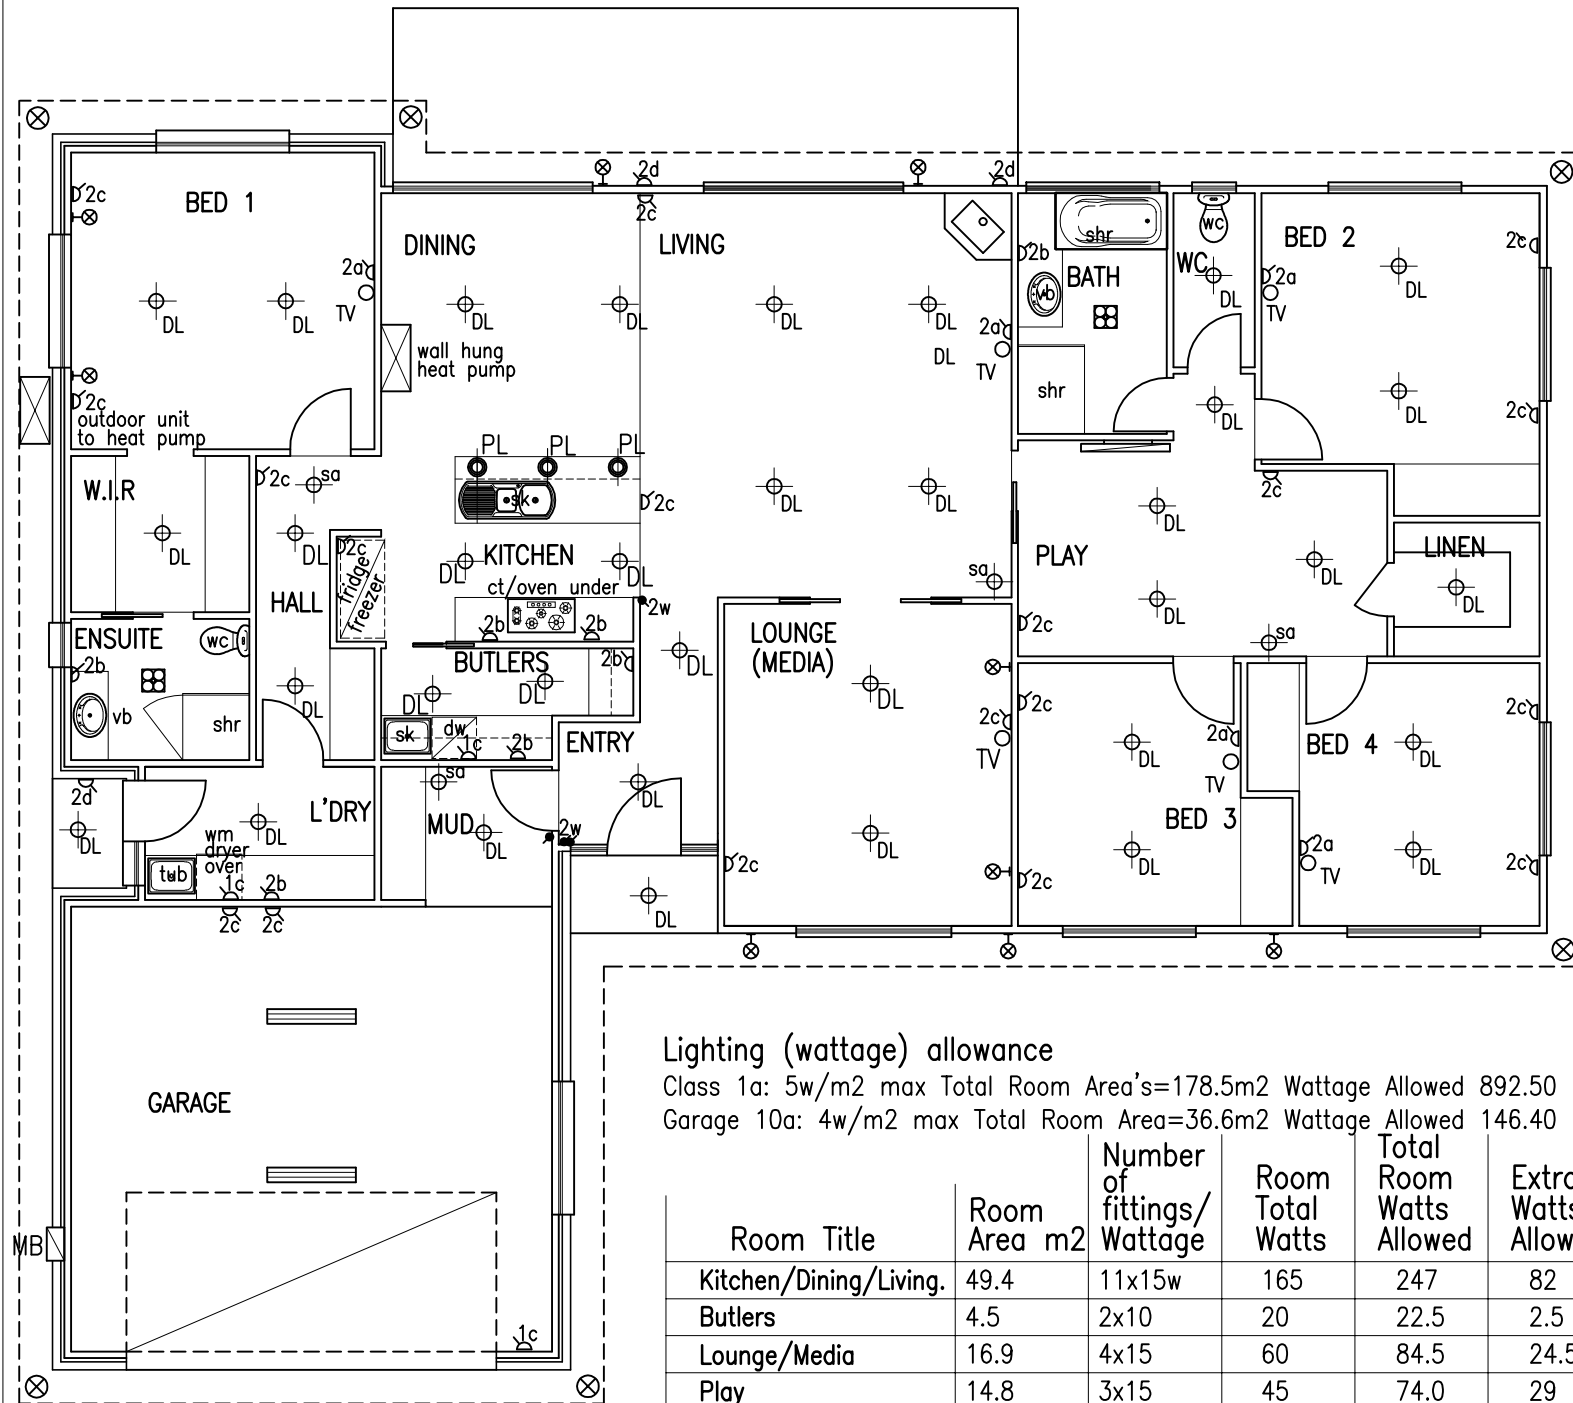 2d
2d
2c
BED 1
2c
DINING
LIVING
shr
wc
BED 2
2c
2b
BATH
WC
2a
TV
vb
DL
2a
TV
DL
DL
DL
DL
DL
DL
DL
DL
2a
TV
wall hung
heat pump
DL
shr
2c
outdoor unit
to heat pump
DL
DL
2c
PL
PL
PL
W.I.R
2c
sa
sk
2c
DL
DL
2c
DL
DL
DL
2c
fridge
freezer
KITCHEN
DL
DL
ct/oven under
sa
PLAY
DL
LINEN
DL
HALL
2b
2b
2w
DL
2c
ENSUITE
wc
2b
BUTLERS
2b
DL
LOUNGE
(MEDIA)
sa
vb
shr
DL
DL
DL
DL
2c
2c
TV
2c
sk
dw
1c
2b
ENTRY
DL
2a
TV
BED 4
DL
2d
DL
L'DRY
DL
sa
MUD
DL
2w
DL
BED 3
wm
dryer
oven
tub
1c
2b
2c
DL
2c
DL
2a
TV
DL
2c
2c
2c
DL
GARAGE
MB
1c
Lighting (wattage) allowance
Class 1a: 5w/m2 max Total Room Area's=178.5m2 Wattage Allowed 892.50
Garage 10a: 4w/m2 max Total Room Area=36.6m2 Wattage Allowed 146.40
Room Title
Room
Area m2
Number
of
fittings/
Wattage
Room
Total
Watts
Total
Room
Watts
Allowed
Kitchen/Dining/Living. 49.4 11x15w 165 247 82
Butlers 4.5 2x10 20 22.5 2.5
Lounge/Media 16.9 4x15 60 84.5 24.5
Play 14.8 3x15 45 74.0 29